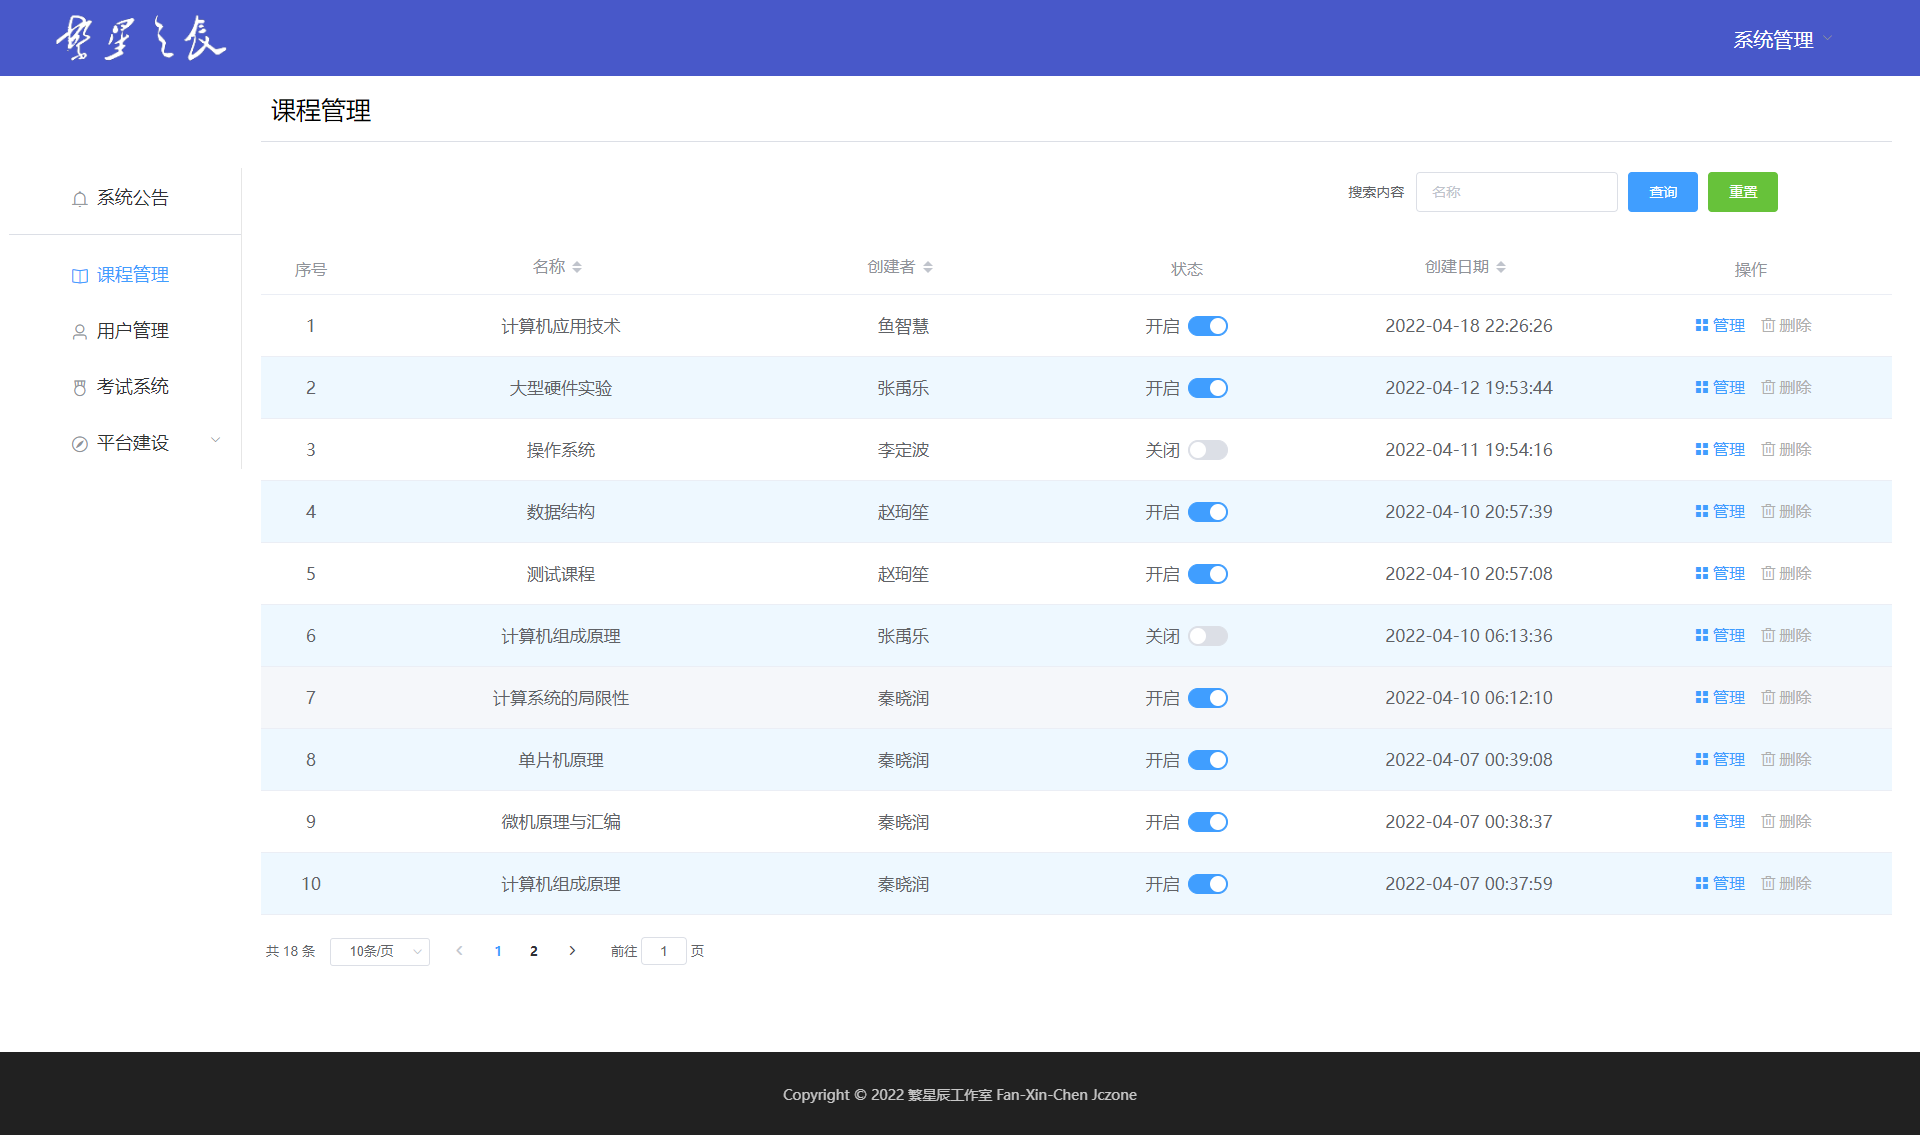 繁星之长
系统管理
课程管理
系统公告
课程管理
用户管理
考试系统
平台建设
搜索内容 名称 查询 重置
序号 名称 创建者 状态 创建日期 操作
1 计算机应用技术 鱼智慧 开启 2022-04-18 22:26:26 管理 删除
2 大型硬件实验 张禹乐 开启 2022-04-12 19:53:44 管理 删除
3 操作系统 李定波 关闭 2022-04-11 19:54:16 管理 删除
4 数据结构 赵珣笙 开启 2022-04-10 20:57:39 管理 删除
5 测试课程 赵珣笙 开启 2022-04-10 20:57:08 管理 删除
6 计算机组成原理 张禹乐 关闭 2022-04-10 06:13:36 管理 删除
7 计算系统的局限性 秦晓润 开启 2022-04-10 06:12:10 管理 删除
8 单片机原理 秦晓润 开启 2022-04-07 00:39:08 管理 删除
9 微机原理与汇编 秦晓润 开启 2022-04-07 00:38:37 管理 删除
10 计算机组成原理 秦晓润 开启 2022-04-07 00:37:59 管理 删除
共 18 条 10条/页 1 2 前往 1 页
Copyright © 2022 繁星辰工作室 Fan-Xin-Chen Jczone